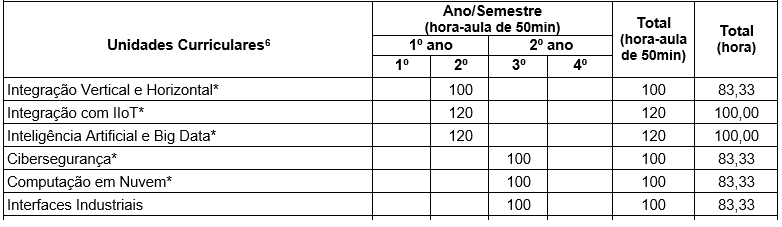 Unidades Curriculares⁶
Ano/Semestre
(hora-aula de 50min)
1º ano 2º ano
1º 2º 3º 4º
Total
(hora-aula
de 50min)
Total
(hora)
Integração Vertical e Horizontal* 100 100 83,33
Integração com IIoT* 120 120 100,00
Inteligência Artificial e Big Data* 120 120 100,00
Cibersegurança* 100 100 83,33
Computação em Nuvem* 100 100 83,33
Interfaces Industriais 100 100 83,33